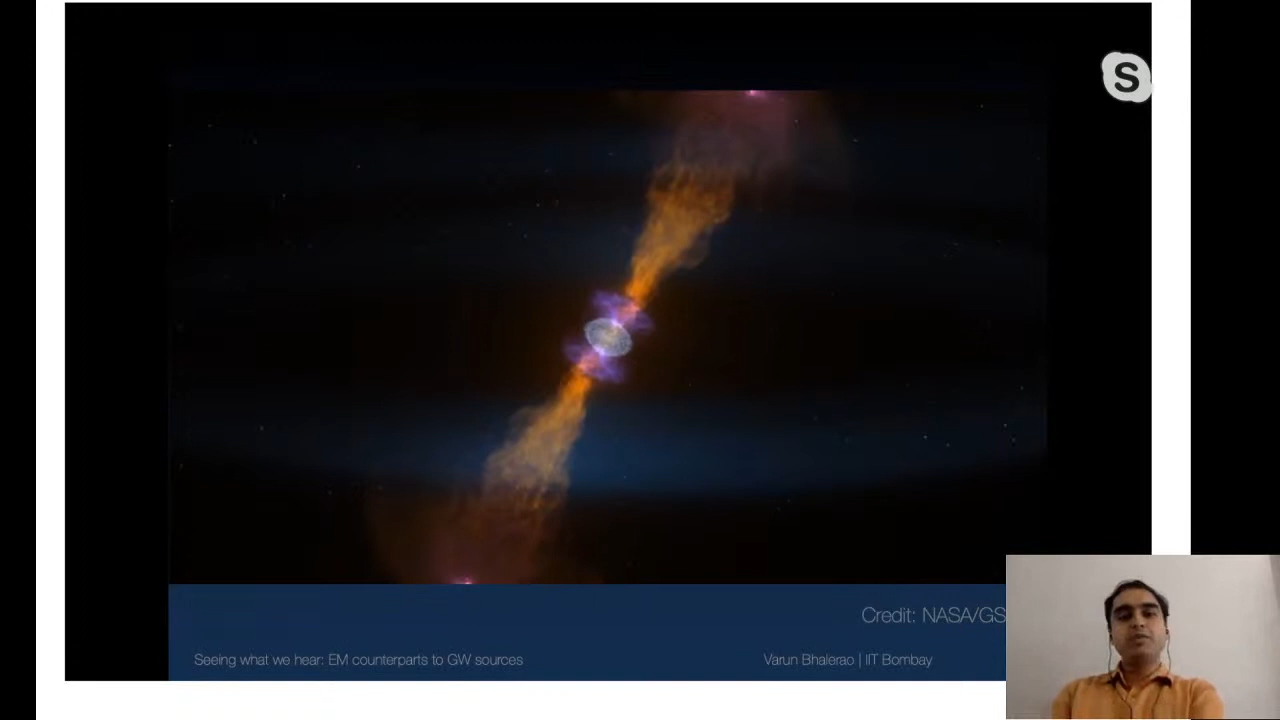 S
Credit: NASA/GS
Seeing what we hear: EM counterparts to GW sources
Varun Bhalerao | IIT Bombay